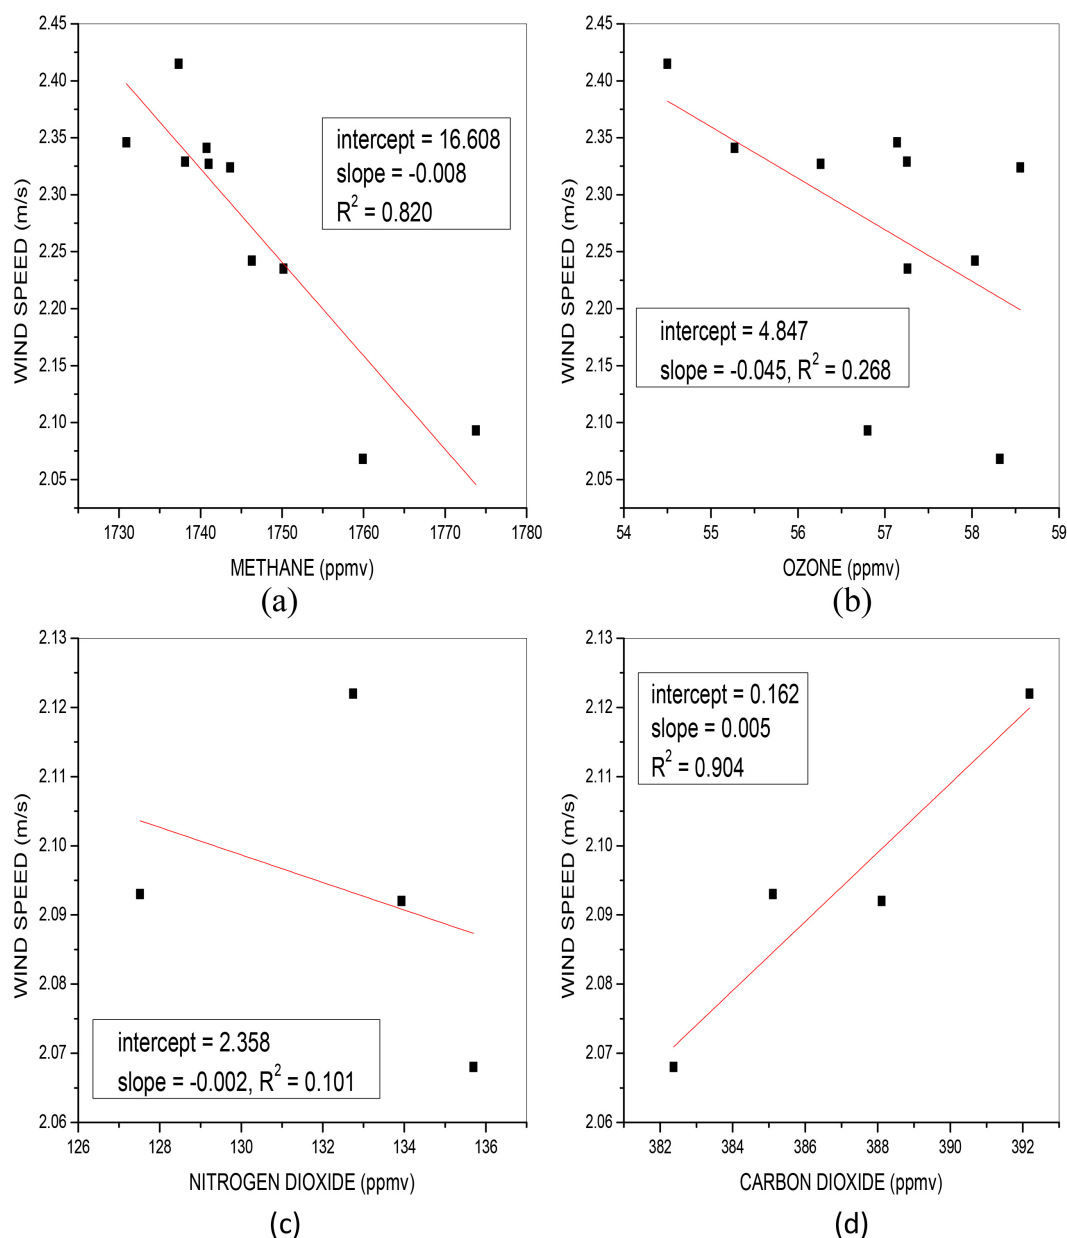 2.45
2.40
2.35
2.30
2.25
2.20
2.15
2.10
2.05
WIND SPEED (m/s)
intercept = 16.608
slope = -0.008
R² = 0.820
1730 1740 1750 1760 1770 1780
METHANE (ppmv)
(a)
2.45
2.40
2.35
2.30
2.25
2.20
2.15
2.10
2.05
WIND SPEED (m/s)
intercept = 4.847
slope = -0.045, R² = 0.268
54 55 56 57 58 59
OZONE (ppmv)
(b)
2.13
2.12
2.11
2.10
2.09
2.08
2.07
2.06
WIND SPEED (m/s)
intercept = 2.358
slope = -0.002, R² = 0.101
126 128 130 132 134 136
NITROGEN DIOXIDE (ppmv)
(c)
2.13
2.12
2.11
2.10
2.09
2.08
2.07
2.06
WIND SPEED (m/s)
intercept = 0.162
slope = 0.005
R² = 0.904
382 384 386 388 390 392
CARBON DIOXIDE (ppmv)
(d)